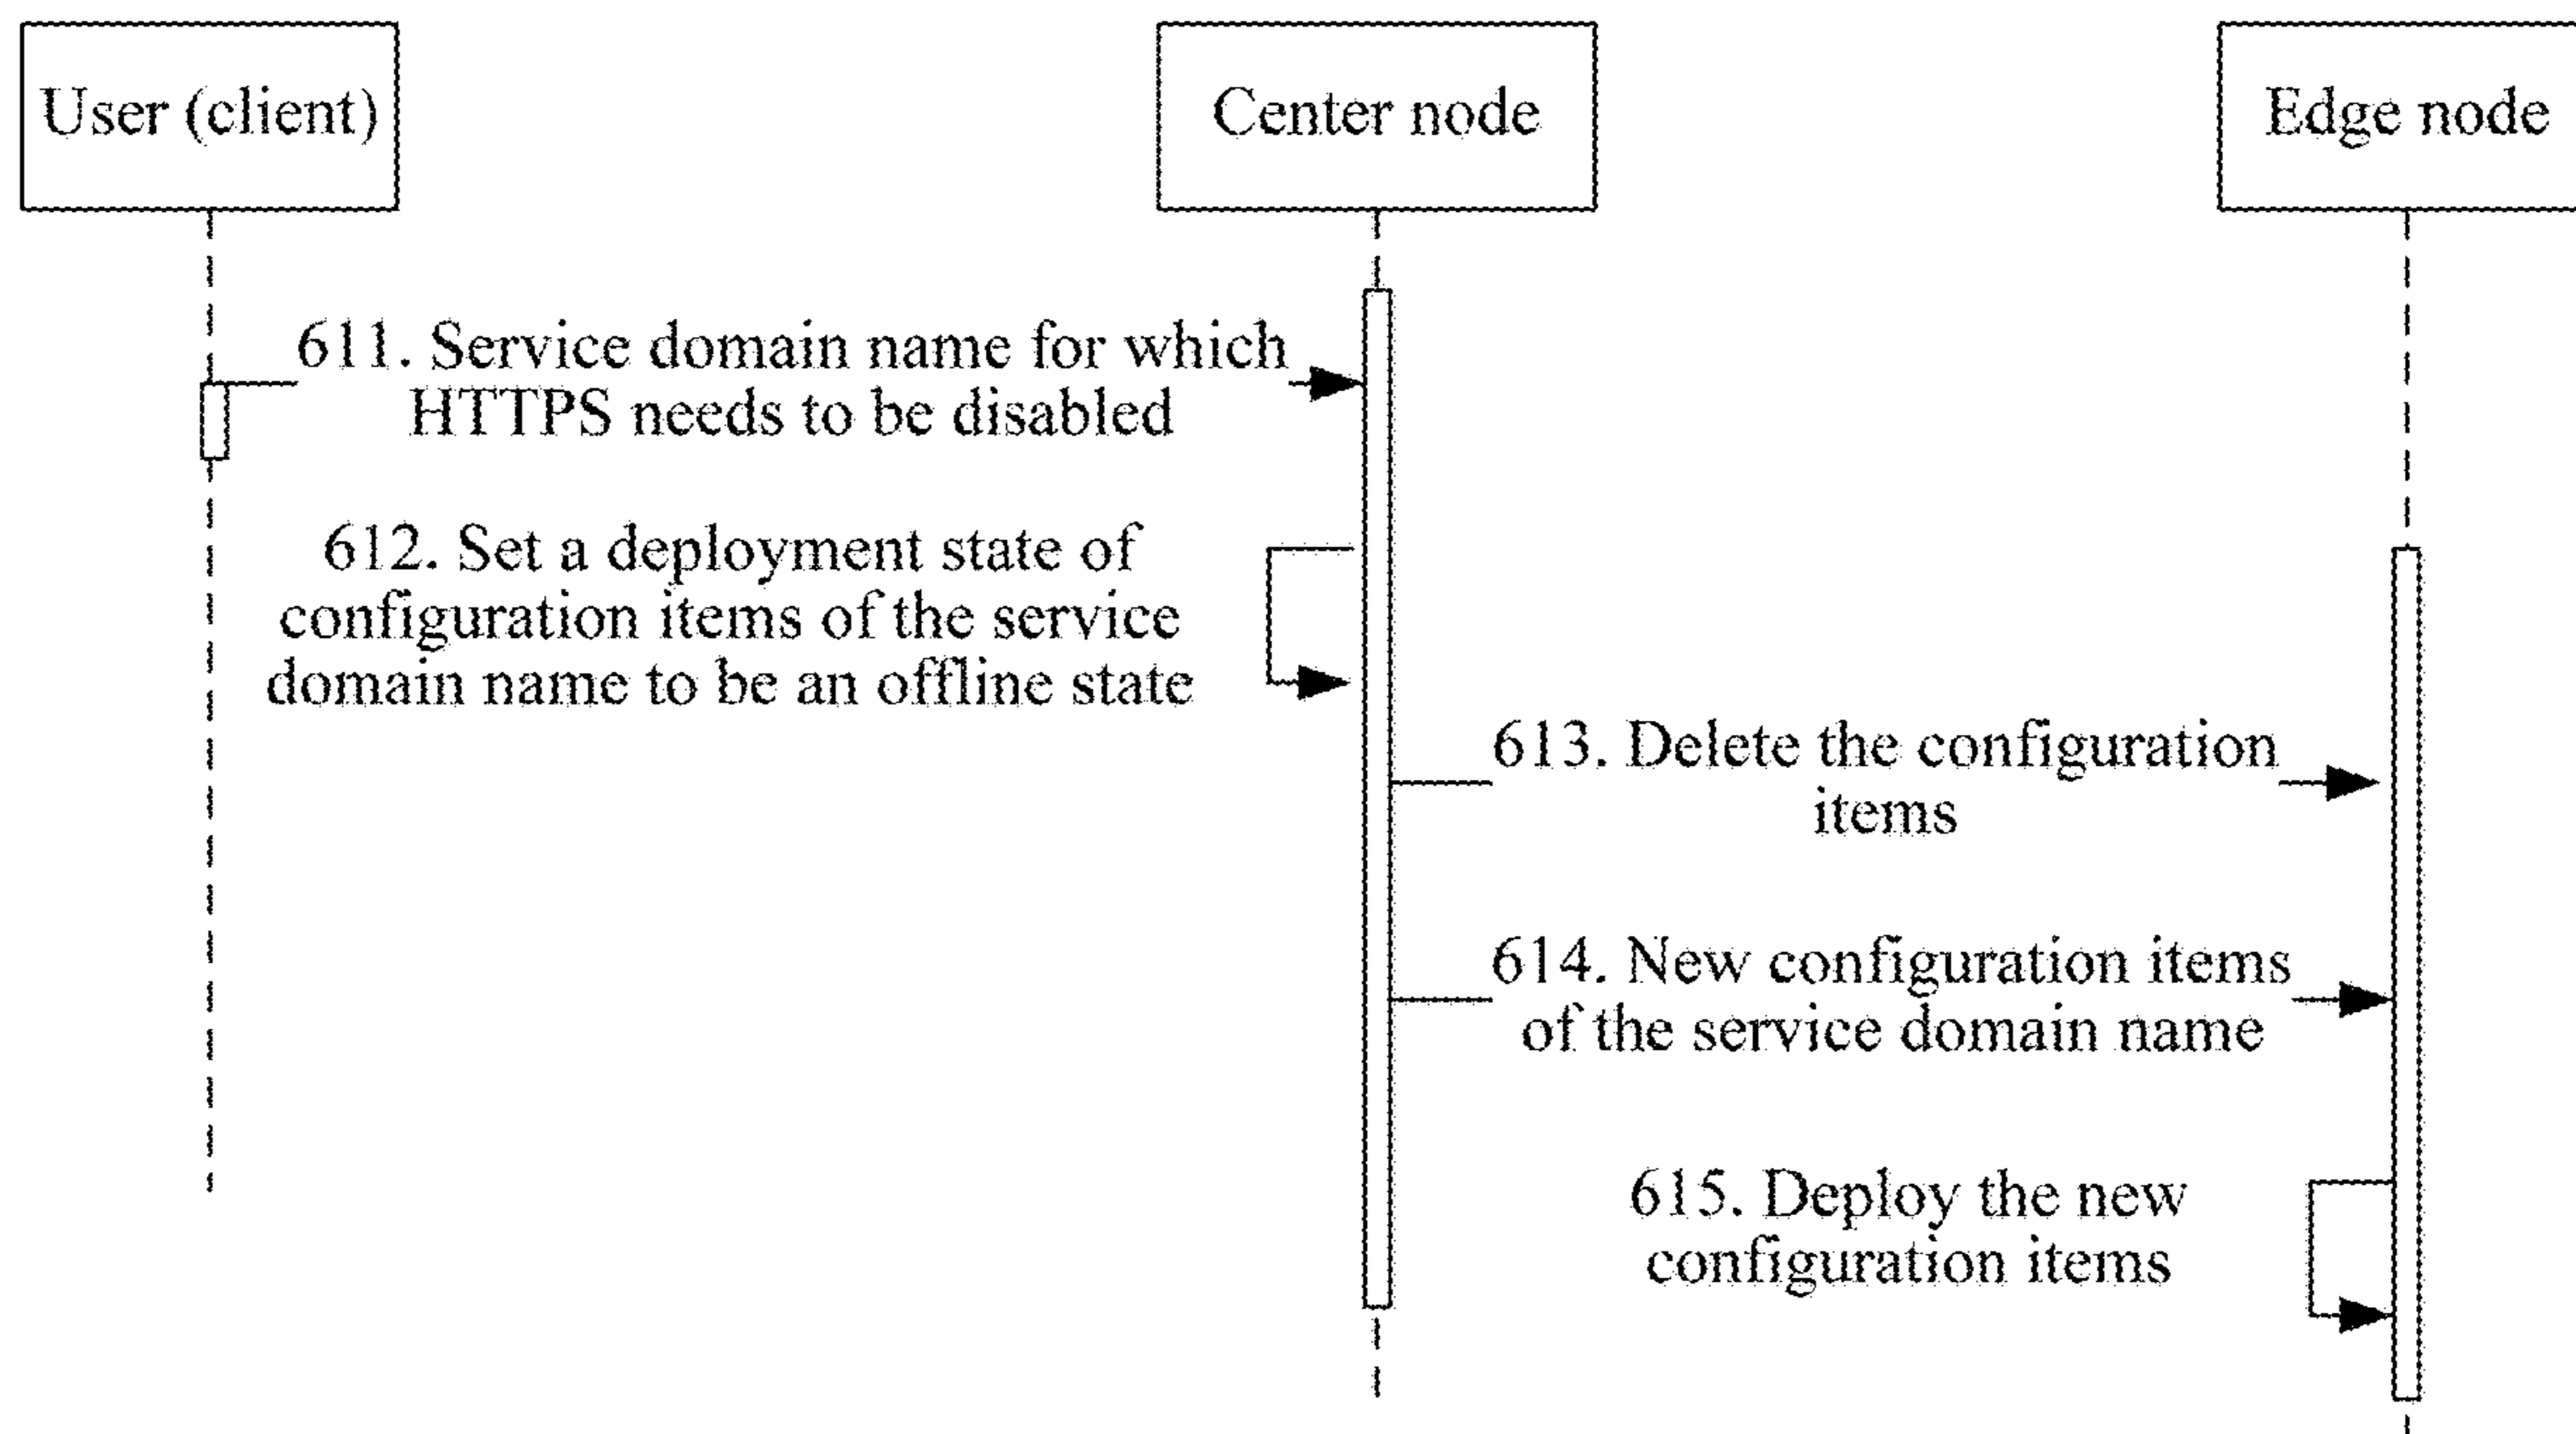 User (client)
Center node
Edge node
611. Service domain name for which
HTTPS needs to be disabled
612. Set a deployment state of
configuration items of the service
domain name to be an offline state
613. Delete the configuration
items
614. New configuration items
of the service domain name
615. Deploy the new
configuration items